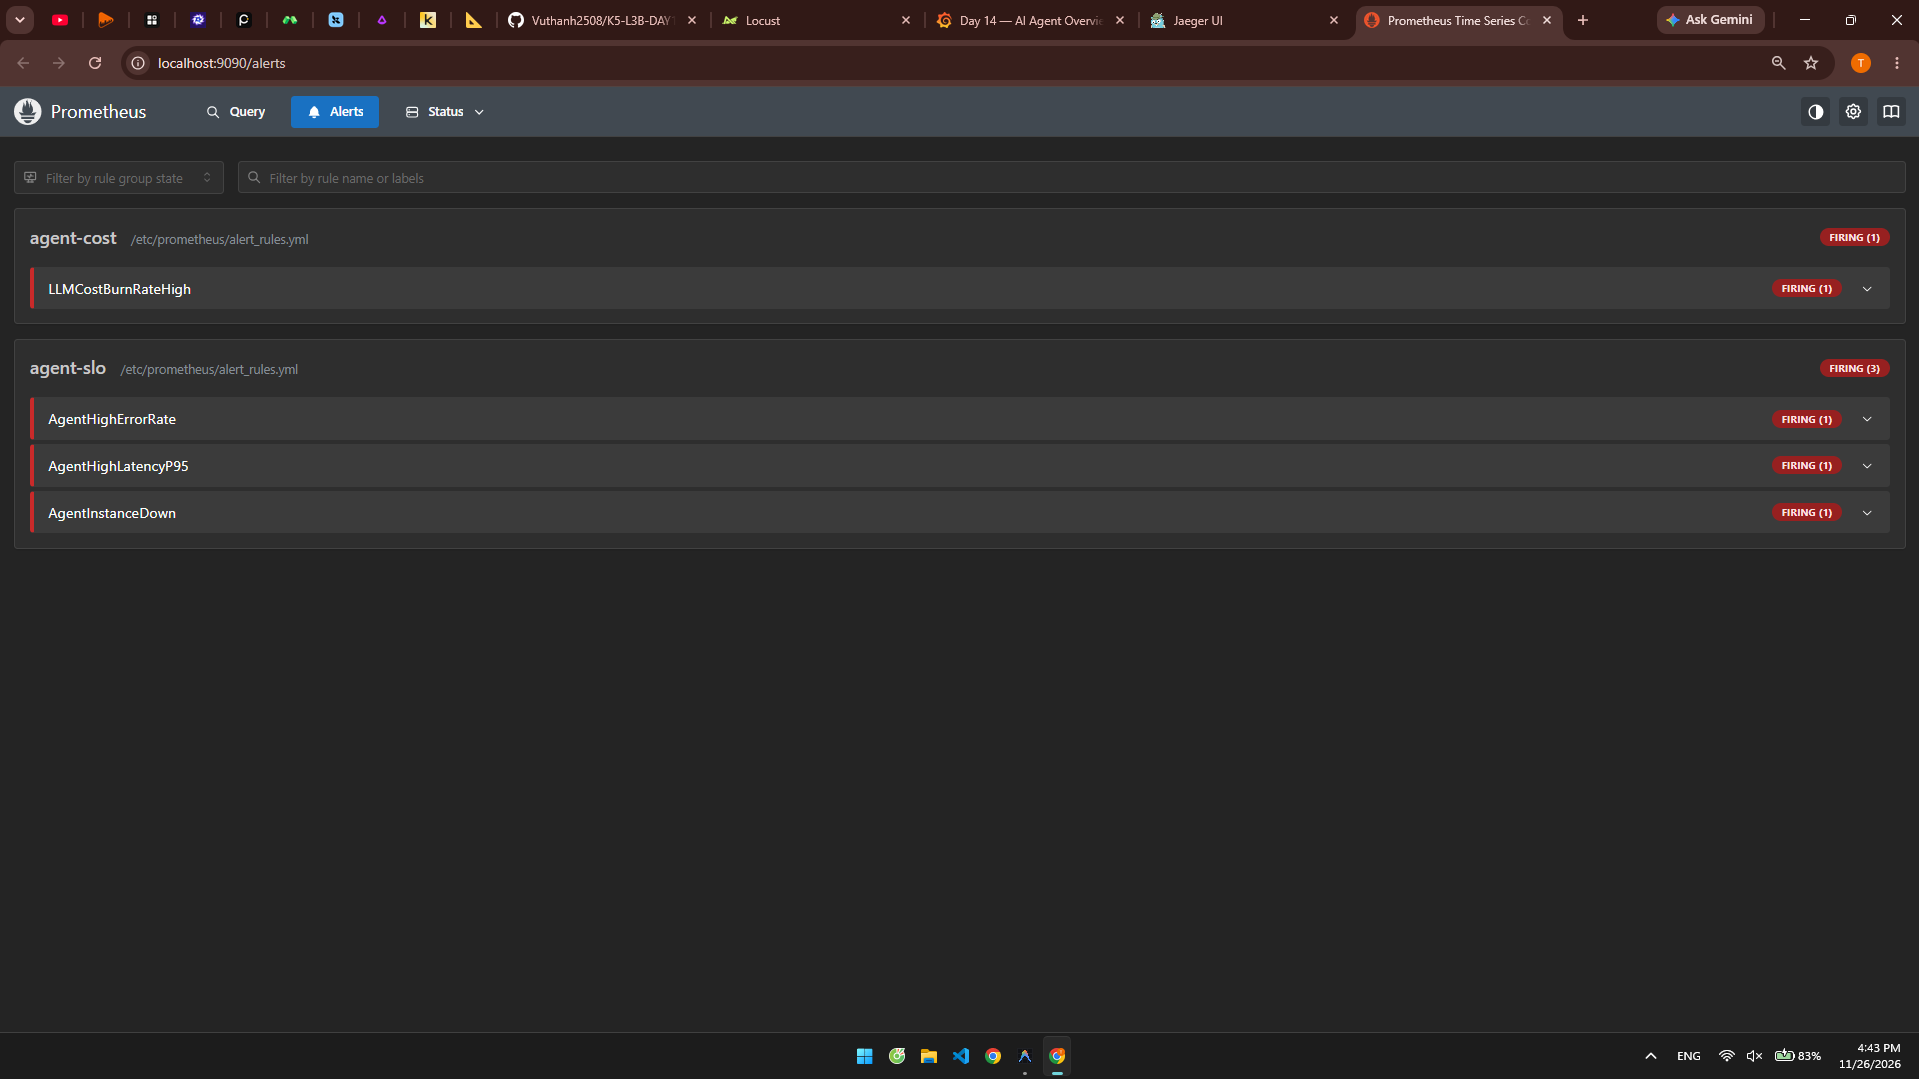 Vuthanh2508/K5-L3B-DAY1
Locust
Day 14 — AI Agent Overvie
Jaeger UI
Prometheus Time Series Co
Ask Gemini
localhost:9090/alerts
T
Prometheus
Query
Alerts
Status
Filter by rule group state
Filter by rule name or labels
agent-cost /etc/prometheus/alert_rules.yml FIRING (1)
LLMCostBurnRateHigh FIRING (1)
agent-slo /etc/prometheus/alert_rules.yml FIRING (3)
AgentHighErrorRate FIRING (1)
AgentHighLatencyP95 FIRING (1)
AgentInstanceDown FIRING (1)
ENG
83%
4:43 PM
11/26/2026